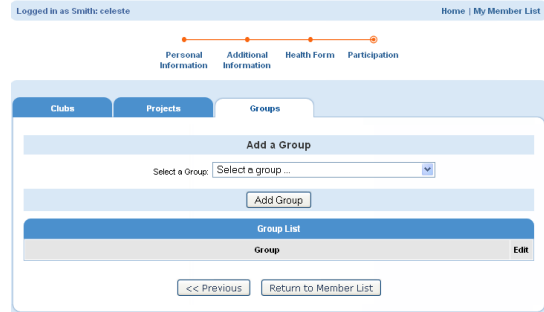 Logged in as Smith: celeste
Home | My Member List
Personal Information
Additional Information
Health Form
Participation
Clubs
Projects
Groups
Add a Group
Select a Group: Select a group ...
Add Group
Group List
Group
Edit
<< Previous
Return to Member List